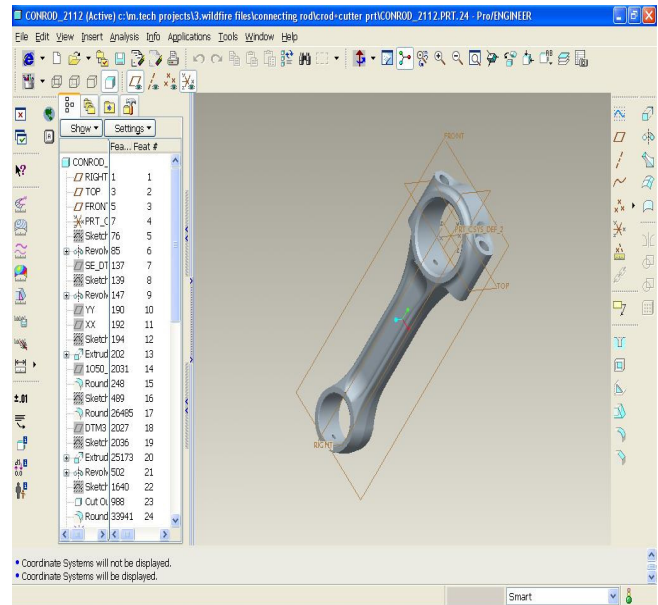 CONROD_2112 (Active) c:\m.tech projects\3.wildfire files\connecting rod\crod+cutter prt\CONROD_2112.PRT.24 - Pro/ENGINEER
File Edit View Insert Analysis Info Applications Tools Window Help
Show Settings
Fea... Feat #
CONROD_
RIGHT 1 1
TOP 3 2
FRONT 5 3
PRT_C 7 4
Sketch 76 5
Revolv 85 6
SE_DT 137 7
Sketch 139 8
Revolv 147 9
YY 190 10
XX 192 11
Sketch 194 12
Extrud 202 13
1050_ 2031 14
Round 248 15
Sketch 489 16
Round 26485 17
DTM3 2027 18
Sketch 2036 19
Extrud 25173 20
Revolv 502 21
Sketch 1640 22
Cut Ou 988 23
Round 33941 24
FRONT
PRT_CSYS_DEF_2
TOP
RIGHT
• Coordinate Systems will not be displayed.
• Coordinate Systems will be displayed.
Smart